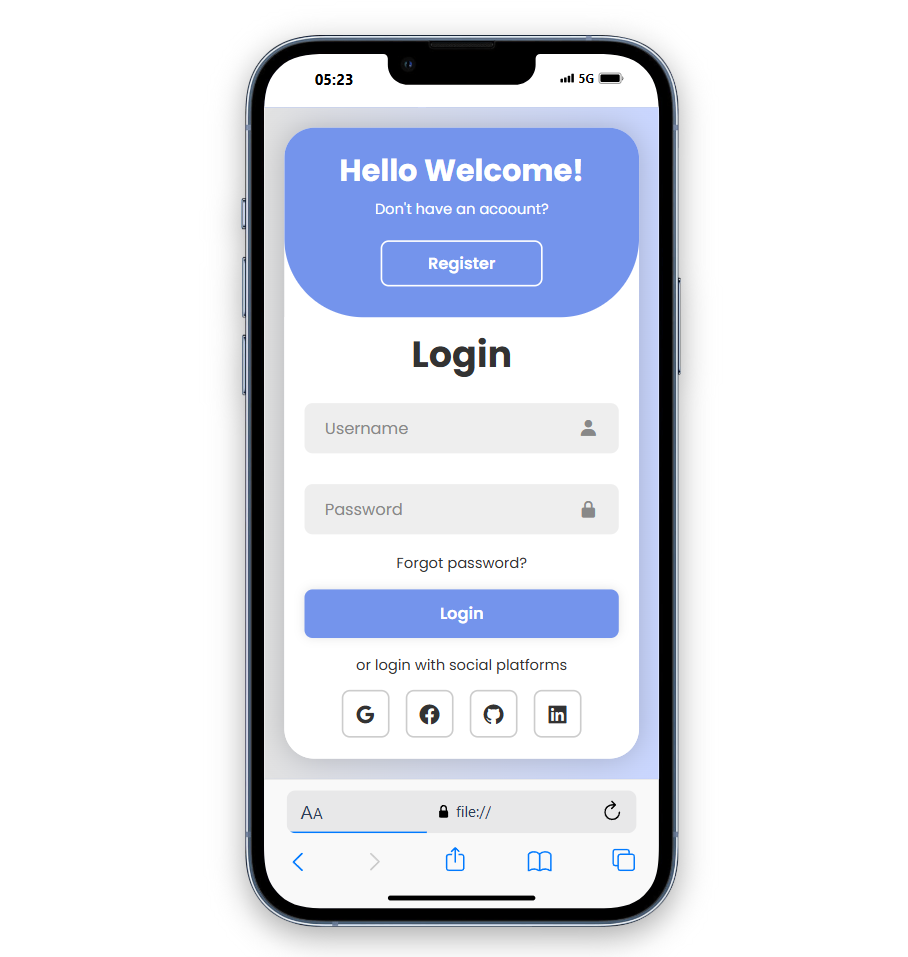 05:23
5G
Hello Welcome!
Don't have an acoount?
Register
Login
Username
Password
Forgot password?
Login
or login with social platforms
G
in
AA
file://